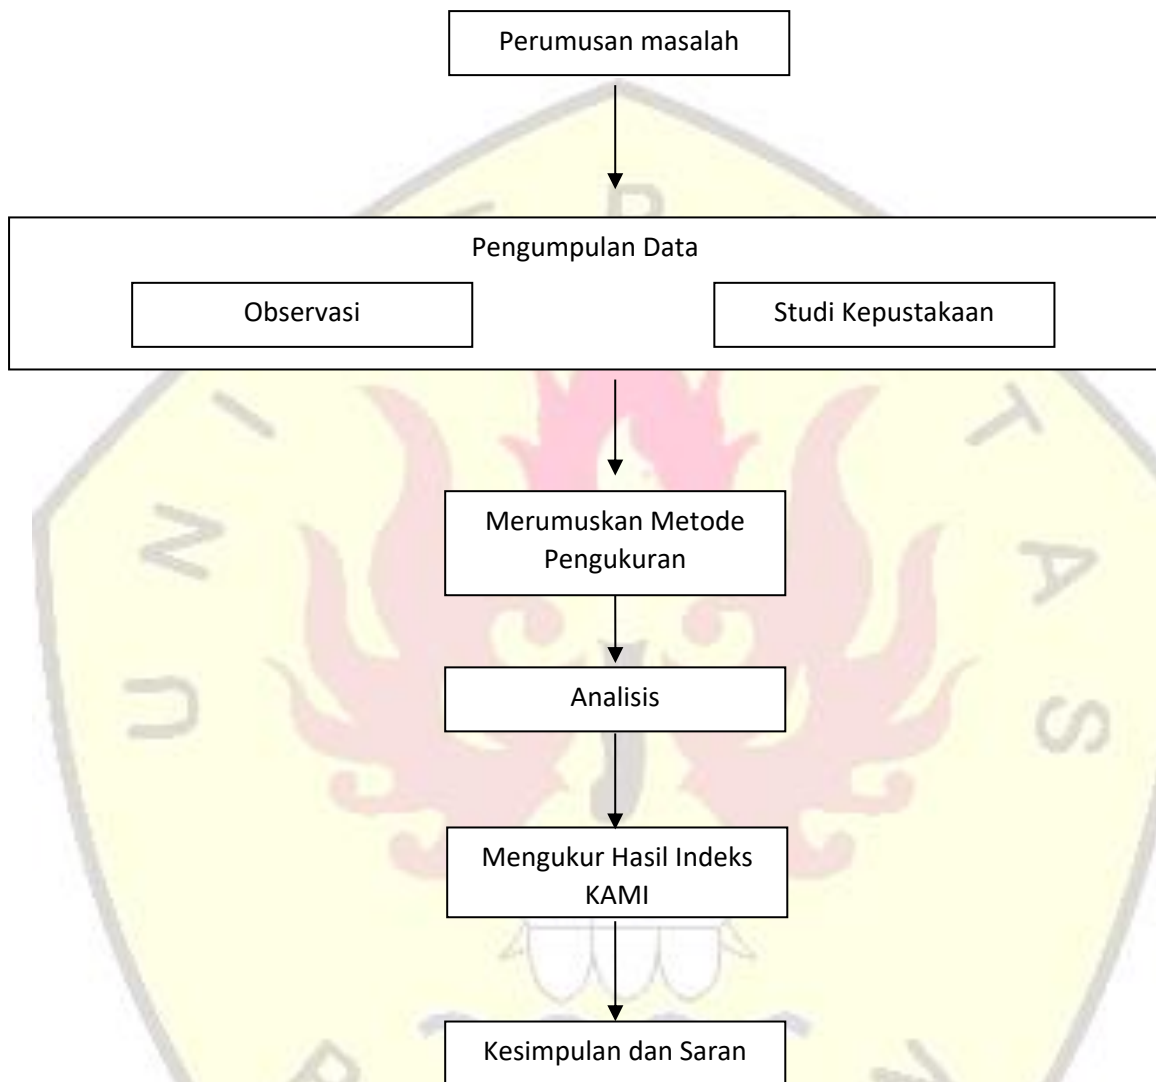 Perumusan masalah
Pengumpulan Data
Observasi
Studi Kepustakaan
Merumuskan Metode
Pengukuran
Analisis
Mengukur Hasil Indeks
KAMI
Kesimpulan dan Saran